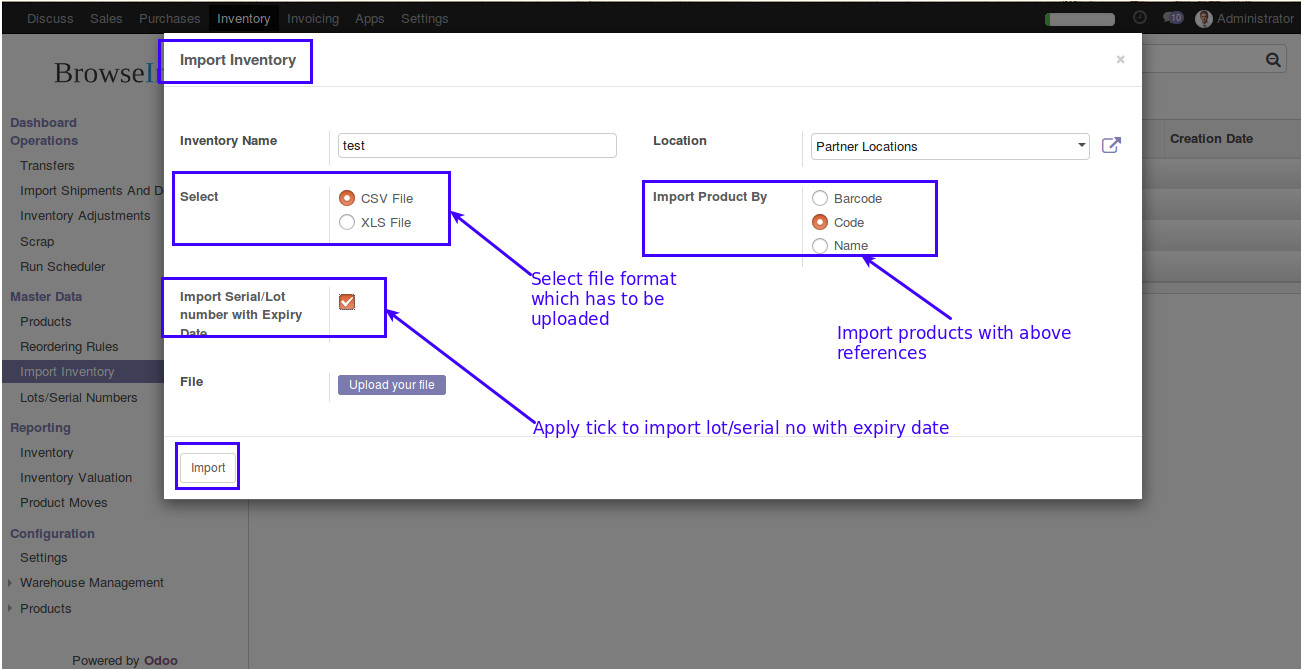 Discuss Sales Purchases Inventory Invoicing Apps Settings 10 Administrator
Import Inventory ×
BrowseI
Inventory Name test Location Partner Locations
Select CSV File
XLS File
Import Product By Barcode
Code
Name
Select file format
which has to be
uploaded
Import products with above
references
Import Serial/Lot
number with Expiry
Date
File Upload your file
Apply tick to import lot/serial no with expiry date
Import
Creation Date
Dashboard
Operations
Transfers
Import Shipments And D
Inventory Adjustments
Scrap
Run Scheduler
Master Data
Products
Reordering Rules
Import Inventory
Lots/Serial Numbers
Reporting
Inventory
Inventory Valuation
Product Moves
Configuration
Settings
Warehouse Management
Products
Powered by Odoo